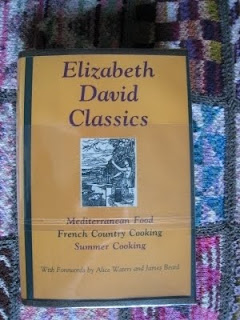 Elizabeth
David
Classics
Mediterranean Food
French Country Cooking
Summer Cooking
With Forewords by Alice Waters and James Beard